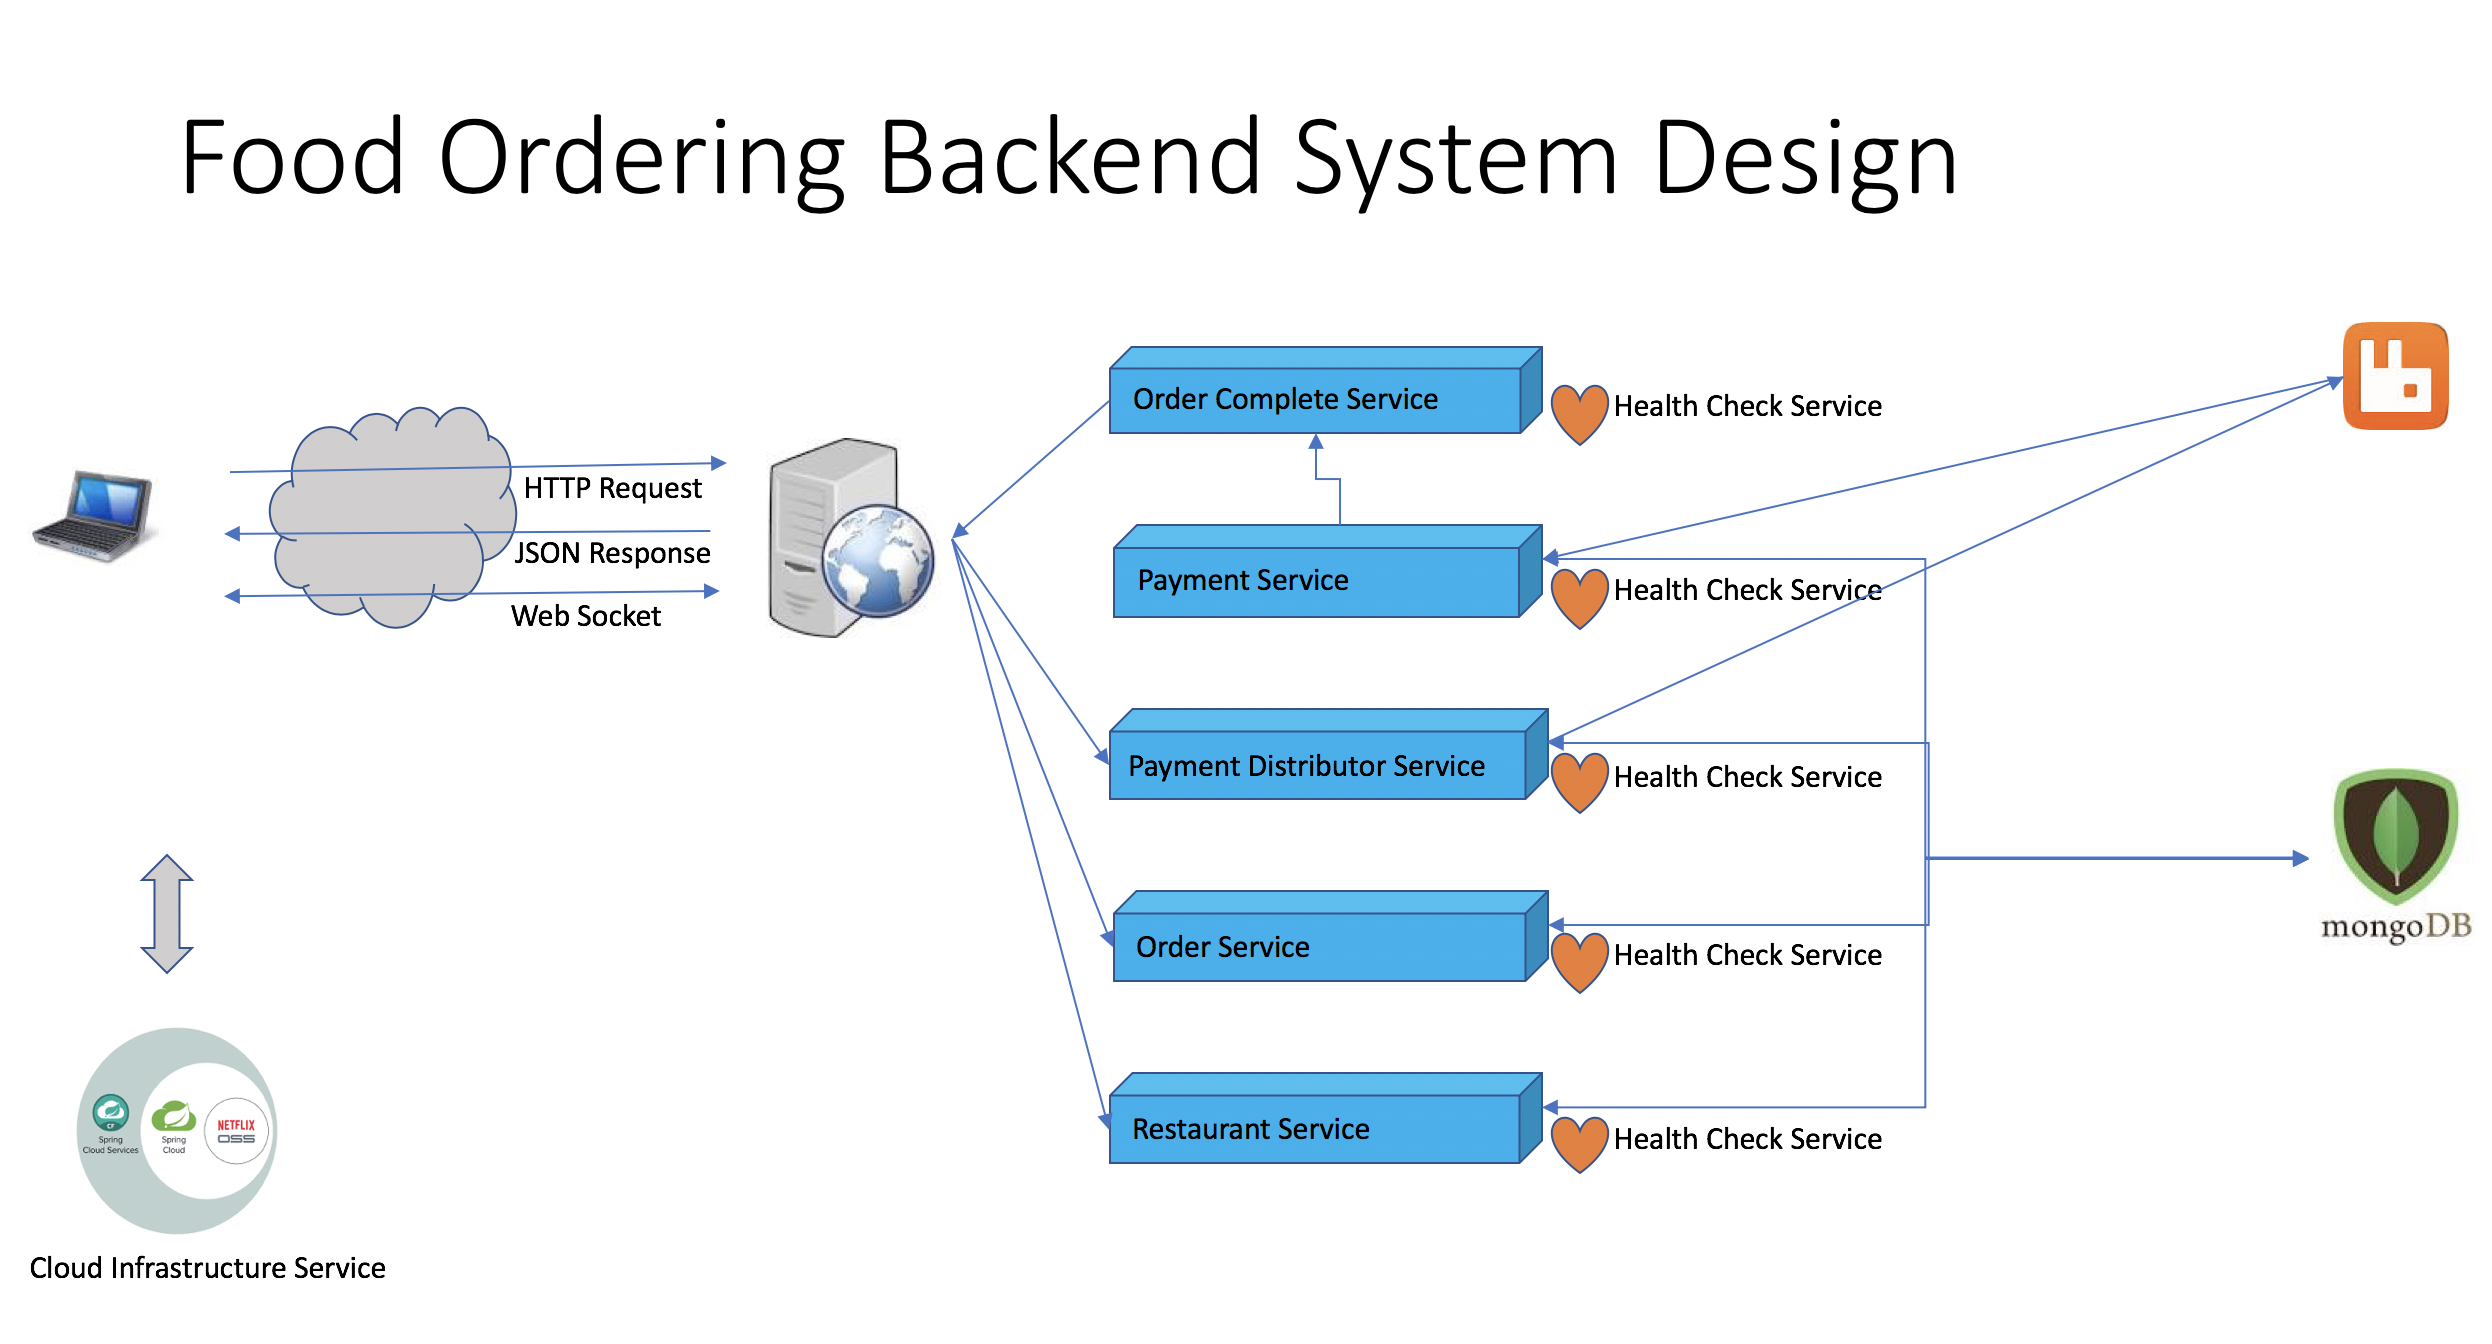 Food Ordering Backend System Design
Order Complete Service
Health Check Service
HTTP Request
JSON Response
Web Socket
Payment Service
Health Check Service
Payment Distributor Service
Health Check Service
Order Service
Health Check Service
mongoDB
Restaurant Service
Health Check Service
CF
Spring
Cloud Services
Spring
Cloud
NETFLIX
OSS
Cloud Infrastructure Service